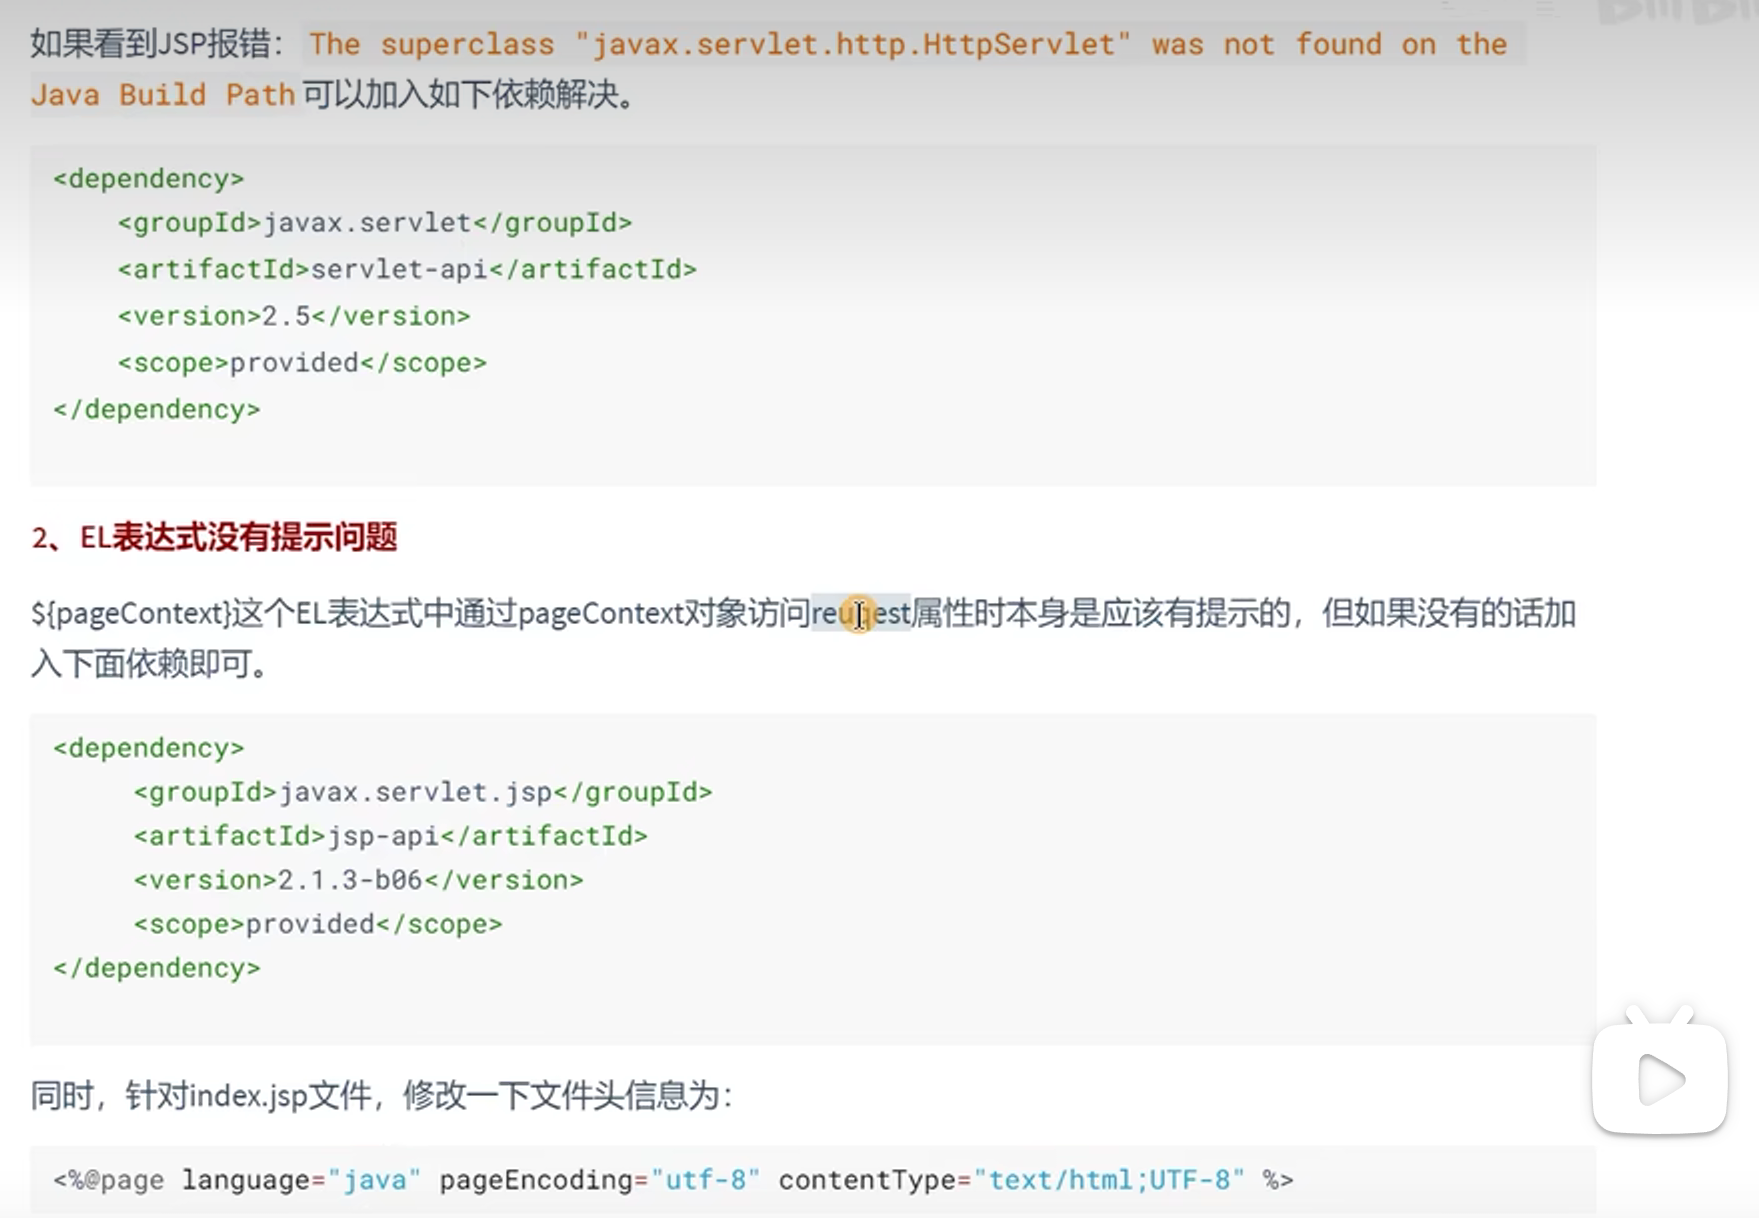 如果看到JSP报错：The superclass "javax.servlet.http.HttpServlet" was not found on the
Java Build Path可以加入如下依赖解决。
<dependency>
    <groupId>javax.servlet</groupId>
    <artifactId>servlet-api</artifactId>
    <version>2.5</version>
    <scope>provided</scope>
</dependency>
2、EL表达式没有提示问题
${pageContext}这个EL表达式中通过pageContext对象访问reuqest属性时本身是应该有提示的，但如果没有的话加
入下面依赖即可。
<dependency>
     <groupId>javax.servlet.jsp</groupId>
     <artifactId>jsp-api</artifactId>
     <version>2.1.3-b06</version>
     <scope>provided</scope>
</dependency>
同时，针对index.jsp文件，修改一下文件头信息为：
<%@page language="java" pageEncoding="utf-8" contentType="text/html;UTF-8" %>